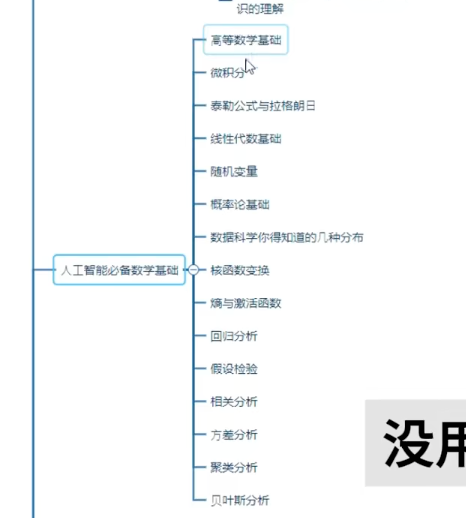 识的理解
高等数学基础
微积分
泰勒公式与拉格朗日
线性代数基础
随机变量
概率论基础
数据科学你得知道的几种分布
人工智能必备数学基础
核函数变换
熵与激活函数
回归分析
假设检验
相关分析
方差分析
聚类分析
贝叶斯分析
没用